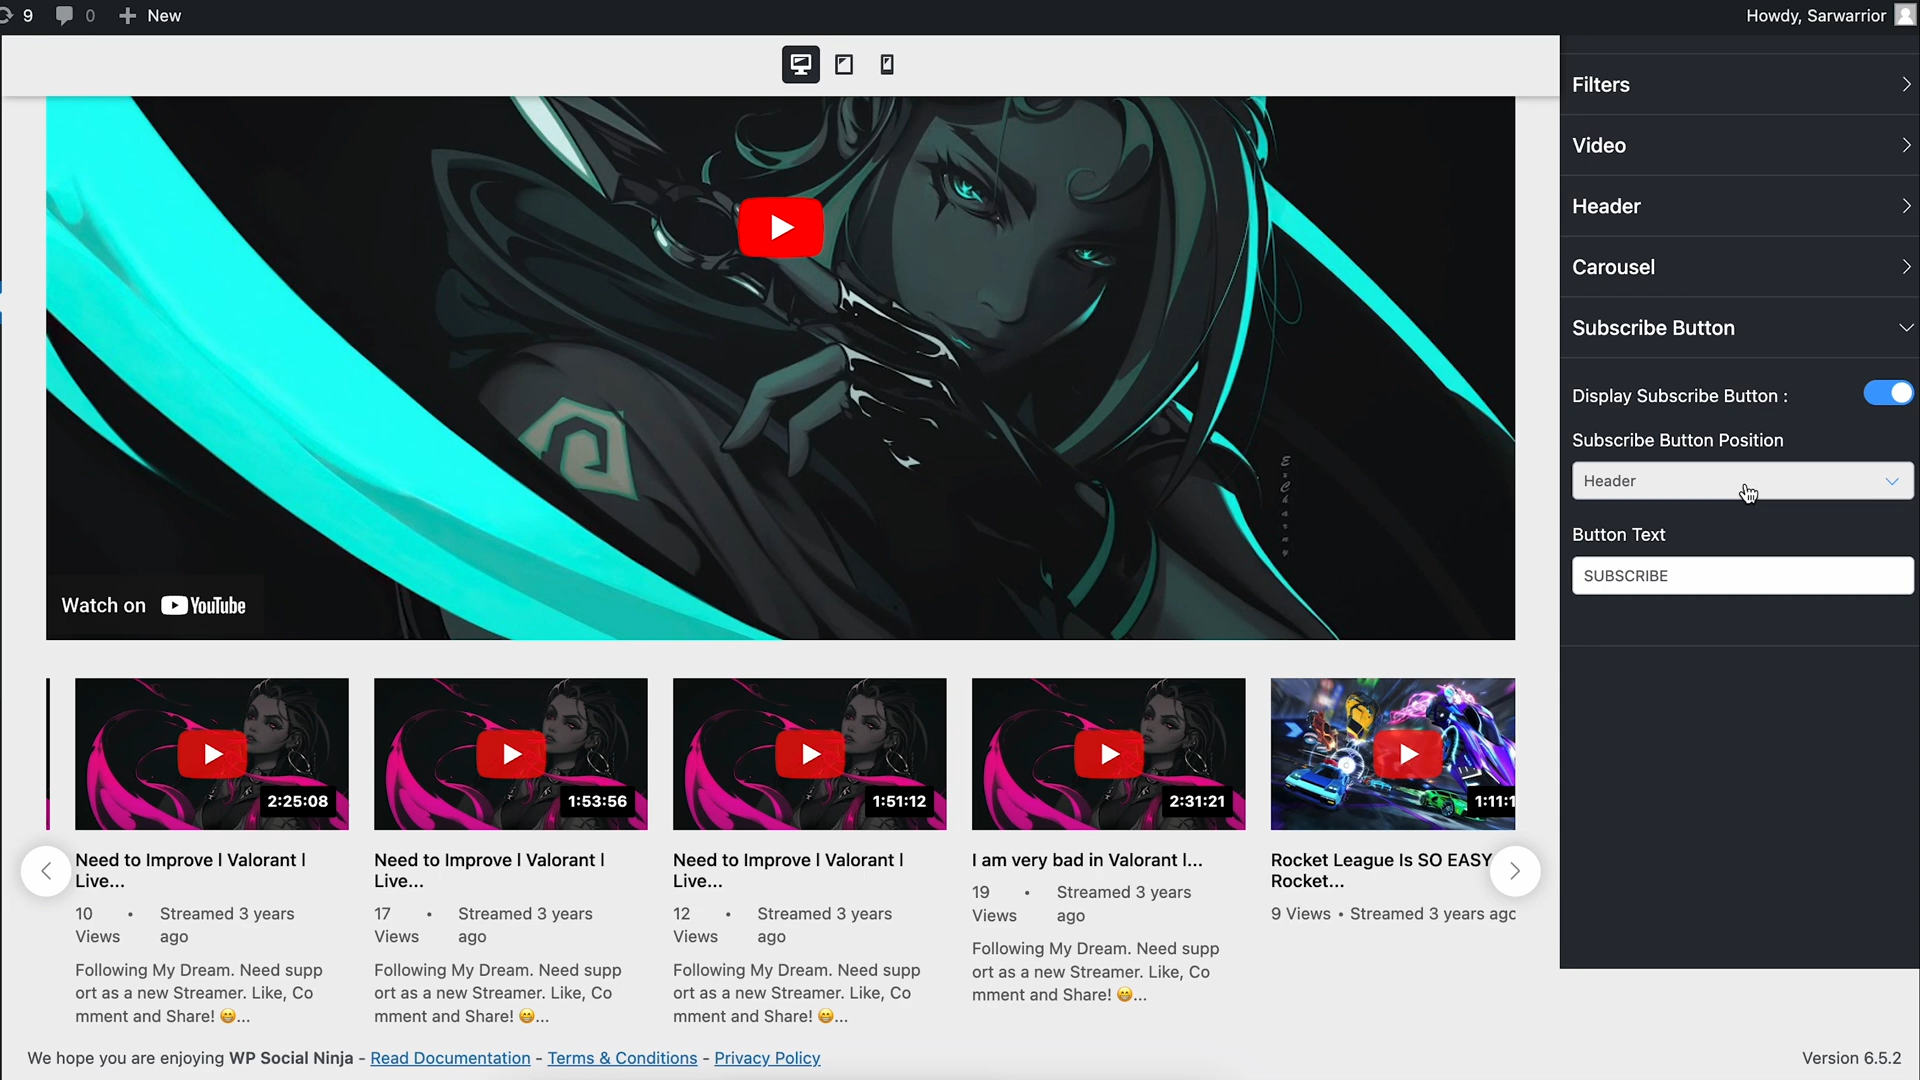 9 0 New
Howdy, Sarwarrior
Filters
Video
Header
Carousel
Subscribe Button
Display Subscribe Button :
Subscribe Button Position
Header
Button Text
SUBSCRIBE
Watch on YouTube
2:25:08
1:53:56
1:51:12
2:31:21
1:11:1
Need to Improve l Valorant l
Live...
10 • Streamed 3 years
Views ago
Following My Dream. Need supp
ort as a new Streamer. Like, Co
mment and Share! 😁...
Need to Improve l Valorant l
Live...
17 • Streamed 3 years
Views ago
Following My Dream. Need supp
ort as a new Streamer. Like, Co
mment and Share! 😁...
Need to Improve l Valorant l
Live...
12 • Streamed 3 years
Views ago
Following My Dream. Need supp
ort as a new Streamer. Like, Co
mment and Share! 😁...
I am very bad in Valorant l...
19 • Streamed 3 years
Views ago
Following My Dream. Need supp
ort as a new Streamer. Like, Co
mment and Share! 😁...
Rocket League Is SO EASY
Rocket...
9 Views • Streamed 3 years ago
We hope you are enjoying WP Social Ninja - Read Documentation - Terms & Conditions - Privacy Policy
Version 6.5.2